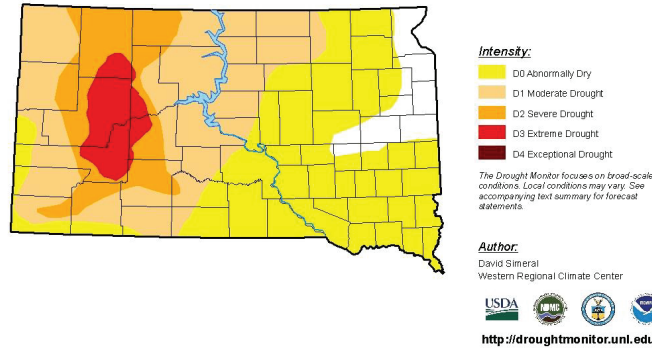 Intensity:
D0 Abnormally Dry
D1 Moderate Drought
D2 Severe Drought
D3 Extreme Drought
D4 Exceptional Drought
The Drought Monitor focuses on broad-scale
conditions. Local conditions may vary. See
accompanying text summary for forecast
statements.
Author:
David Simeral
Western Regional Climate Center
USDA
NDMC
http://droughtmonitor.unl.edu